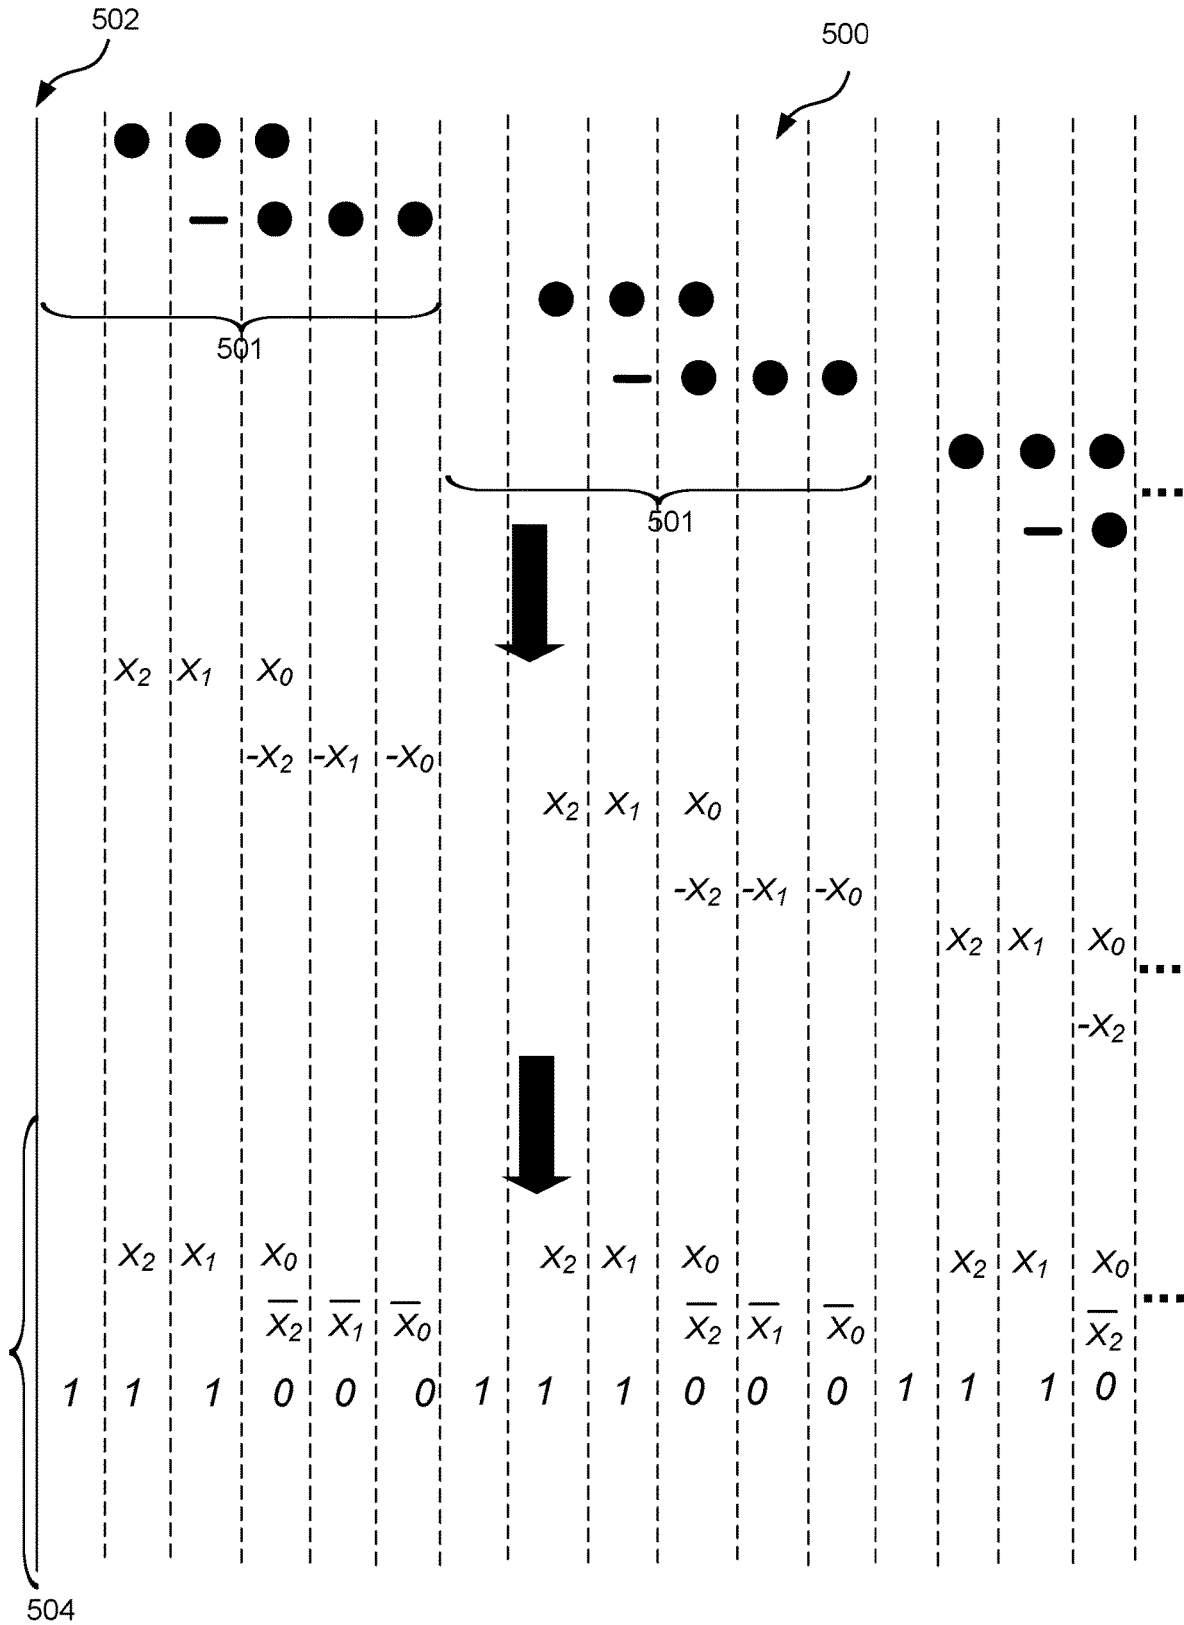 502
500
501
501
X₂ X₁ X₀
-X₂ -X₁ -X₀
X₂ X₁ X₀
-X₂ -X₁ -X₀
X₂ X₁ X₀
-X₂
X₂ X₁ X₀ X₂ X₁ X₀ X₂ X₁ X₀
X̅₂ X̅₁ X̅₀ X̅₂ X̅₁ X̅₀ X̅₂
1 1 1 0 0 0 1 1 1 0 0 0 1 1 1 0
504